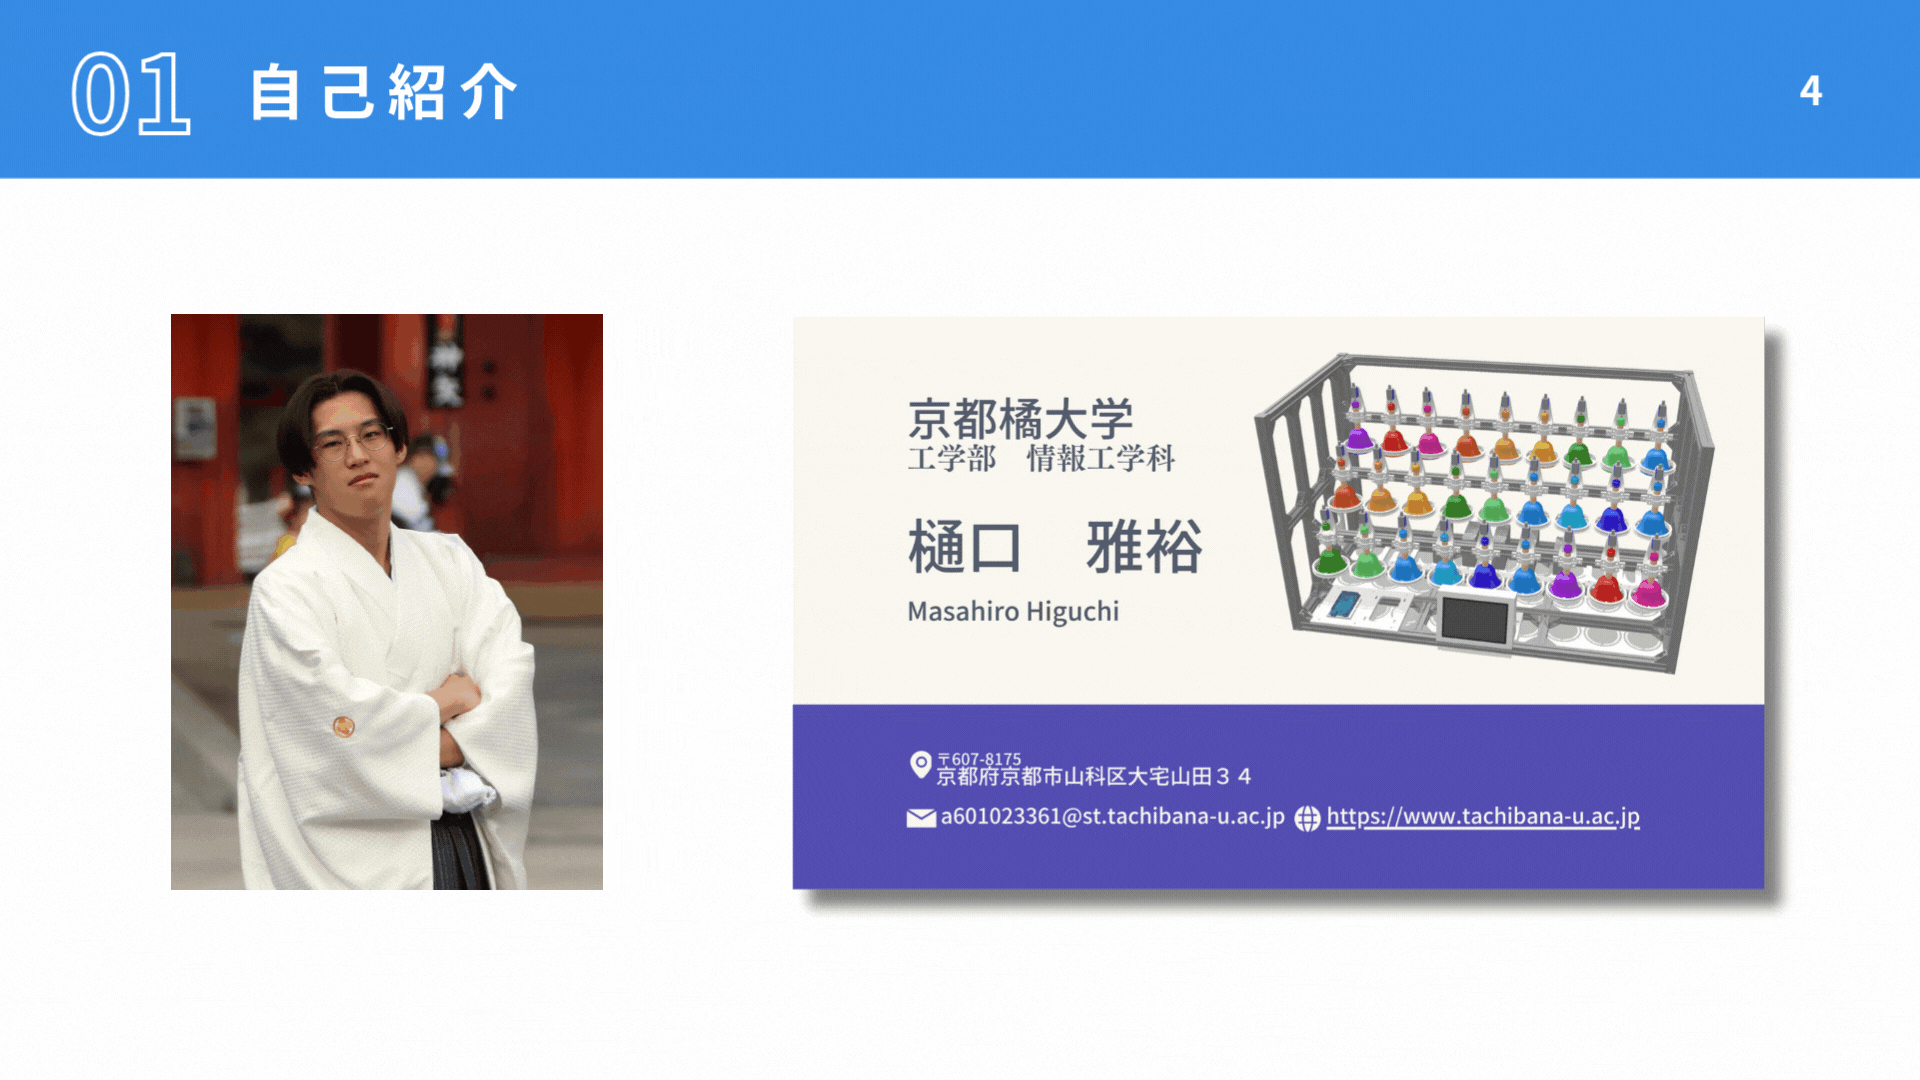 01 自己紹介
4
京都橘大学
工学部　情報工学科
樋口　雅裕
Masahiro Higuchi
〒607-8175
京都府京都市山科区大宅山田３４
a601023361@st.tachibana-u.ac.jp https://www.tachibana-u.ac.jp